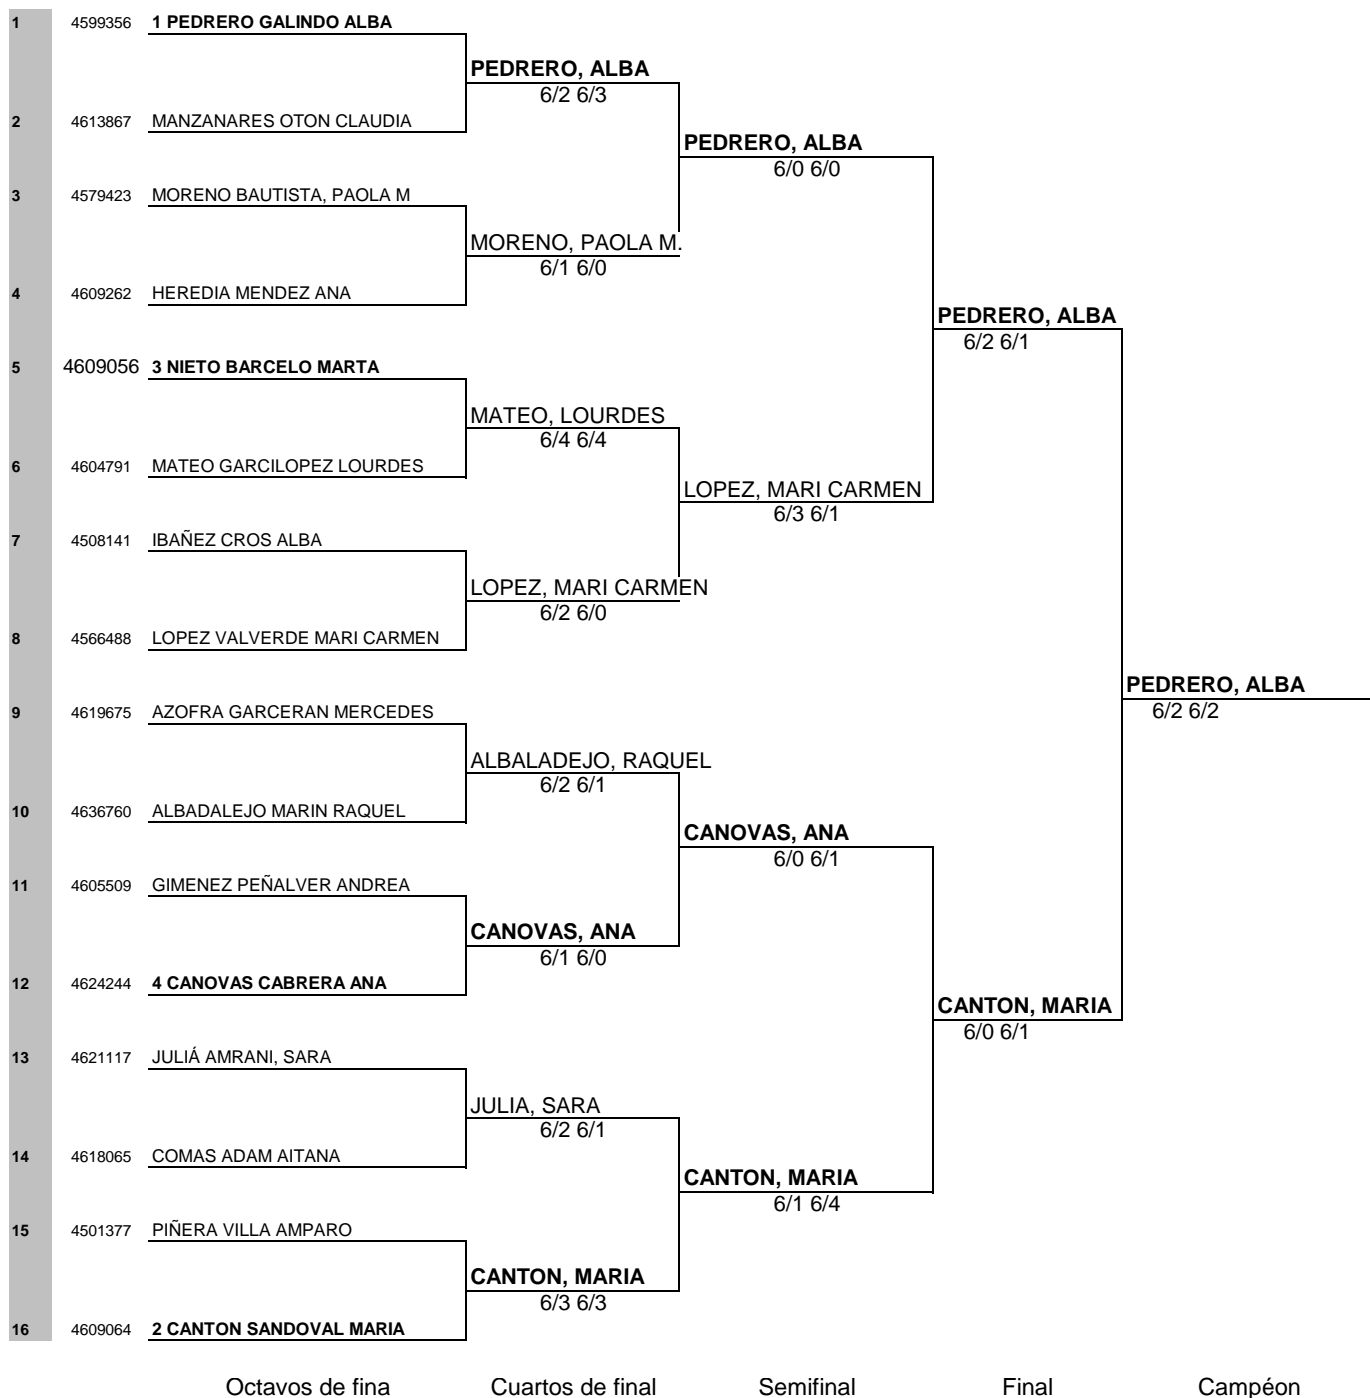 1 4599356 1 PEDRERO GALINDO ALBA
PEDRERO, ALBA
6/2 6/3
2 4613867 MANZANARES OTON CLAUDIA
PEDRERO, ALBA
6/0 6/0
3 4579423 MORENO BAUTISTA, PAOLA M
MORENO, PAOLA M.
6/1 6/0
4 4609262 HEREDIA MENDEZ ANA
PEDRERO, ALBA
6/2 6/1
5 4609056 3 NIETO BARCELO MARTA
MATEO, LOURDES
6/4 6/4
6 4604791 MATEO GARCILOPEZ LOURDES
LOPEZ, MARI CARMEN
6/3 6/1
7 4508141 IBAÑEZ CROS ALBA
LOPEZ, MARI CARMEN
6/2 6/0
8 4566488 LOPEZ VALVERDE MARI CARMEN
PEDRERO, ALBA
6/2 6/2
9 4619675 AZOFRA GARCERAN MERCEDES
ALBALADEJO, RAQUEL
6/2 6/1
10 4636760 ALBADALEJO MARIN RAQUEL
CANOVAS, ANA
6/0 6/1
11 4605509 GIMENEZ PEÑALVER ANDREA
CANOVAS, ANA
6/1 6/0
12 4624244 4 CANOVAS CABRERA ANA
CANTON, MARIA
6/0 6/1
13 4621117 JULIÁ AMRANI, SARA
JULIA, SARA
6/2 6/1
14 4618065 COMAS ADAM AITANA
CANTON, MARIA
6/1 6/4
15 4501377 PIÑERA VILLA AMPARO
CANTON, MARIA
6/3 6/3
16 4609064 2 CANTON SANDOVAL MARIA
Octavos de fina Cuartos de final Semifinal Final Campéon